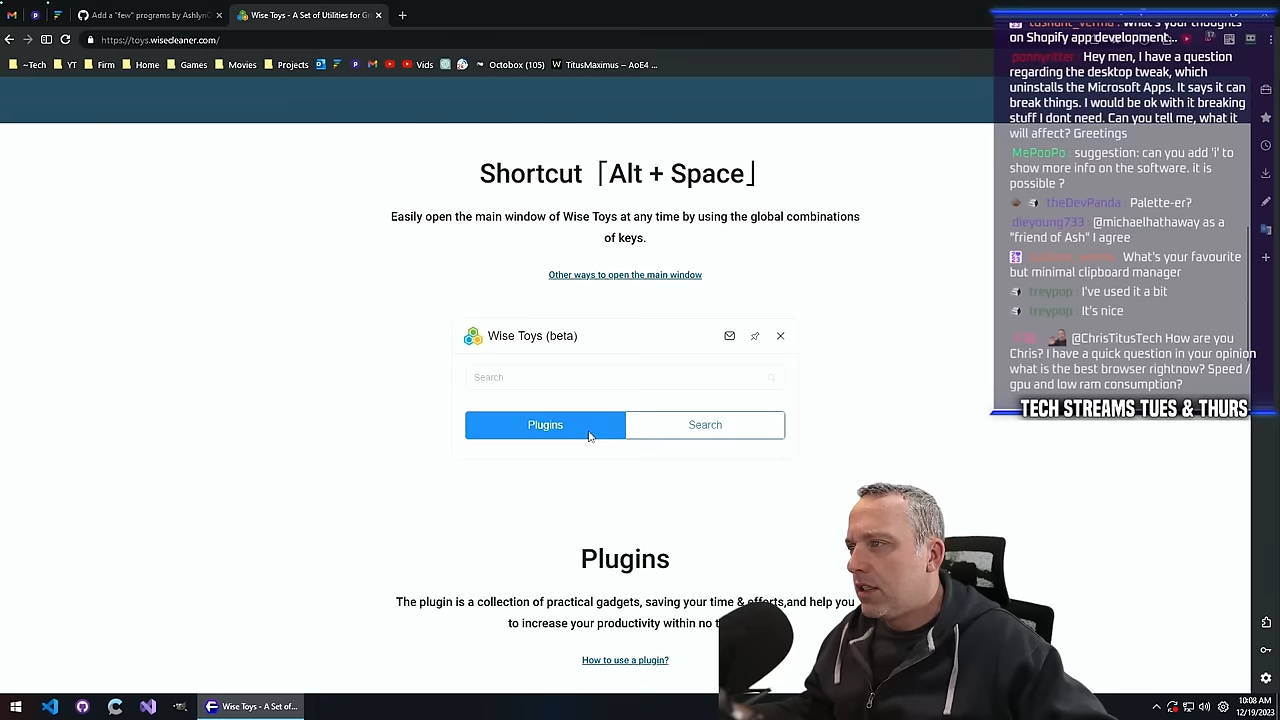 Add a "few" programs by Ashlyn
Wise Toys - A Set of Utilities for G
https://toys.wisecleaner.com/
~Tech
YT
Firm
Home
Games
Movies
Projects
Vids
Octobox (105)
TitusMaximus – AoE4 ...
Shortcut「Alt + Space」
Easily open the main window of Wise Toys at any time by using the global combinations
of keys.
Other ways to open the main window
Wise Toys (beta)
Search
Plugins
Search
Plugins
The plugin is a collection of practical gadgets, saving your time & efforts,and help you
to increase your productivity within no
How to use a plugin?
What's your thoughts
on Shopify app development...
Hey men, I have a question
regarding the desktop tweak, which
uninstalls the Microsoft Apps. It says it can
break things. I would be ok with it breaking
stuff I dont need. Can you tell me, what it
will affect? Greetings
MePooPo: suggestion: can you add 'i' to
show more info on the software. it is
possible ?
theDevPanda: Palette-er?
dieyoung733: @michaelhathaway as a
"friend of Ash" I agree
What's your favourite
but minimal clipboard manager
treypop: I've used it a bit
treypop: It's nice
@ChrisTitusTech How are you
Chris? I have a quick question in your opinion
what is the best browser rightnow? Speed /
gpu and low ram consumption?
TECH STREAMS TUES & THURS
Wise Toys - A Set of...
10:08 AM
12/19/2023